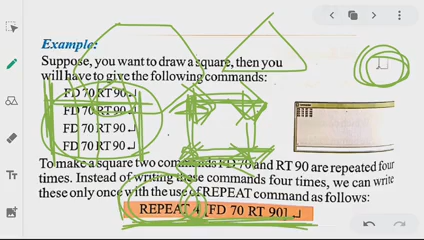 Example:
Suppose, you want to draw a square, then you
will have to give the following commands:
FD 70 RT 90 ↵
FD 70 RT 90 ↵
FD 70 RT 90 ↵
FD 70 RT 90 ↵
To make a square two commands FD 70 and RT 90 are repeated four
times. Instead of writing these commands four times, we can write
these only once with the use of REPEAT command as follows:
REPEAT 4 [FD 70 RT 90] ↵
Tт